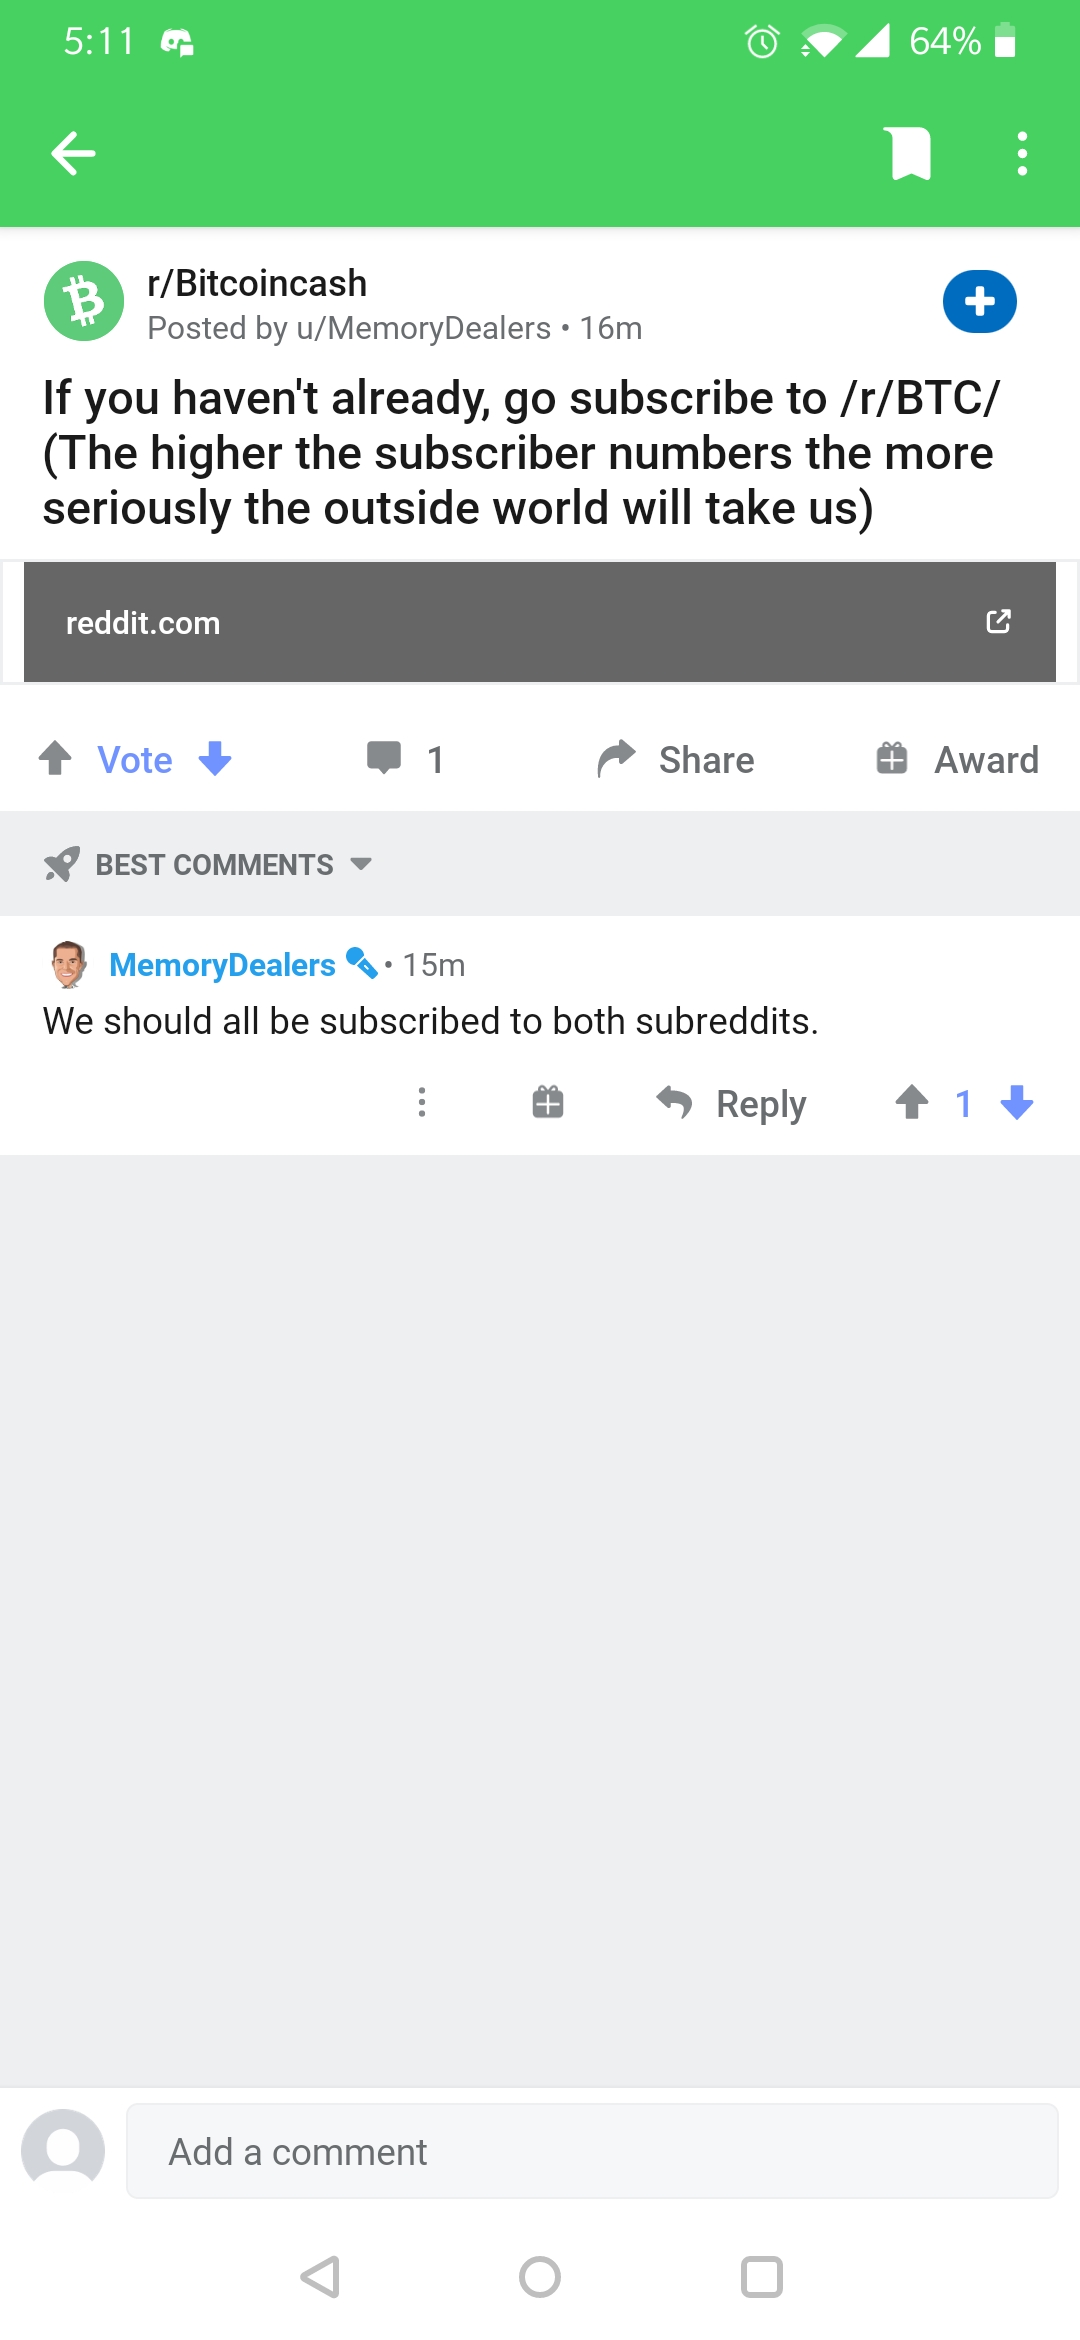 5:11
64%
r/Bitcoincash
Posted by u/MemoryDealers • 16m
If you haven't already, go subscribe to /r/BTC/
(The higher the subscriber numbers the more
seriously the outside world will take us)
reddit.com
Vote 1 Share Award
BEST COMMENTS
MemoryDealers • 15m
We should all be subscribed to both subreddits.
Reply 1
Add a comment